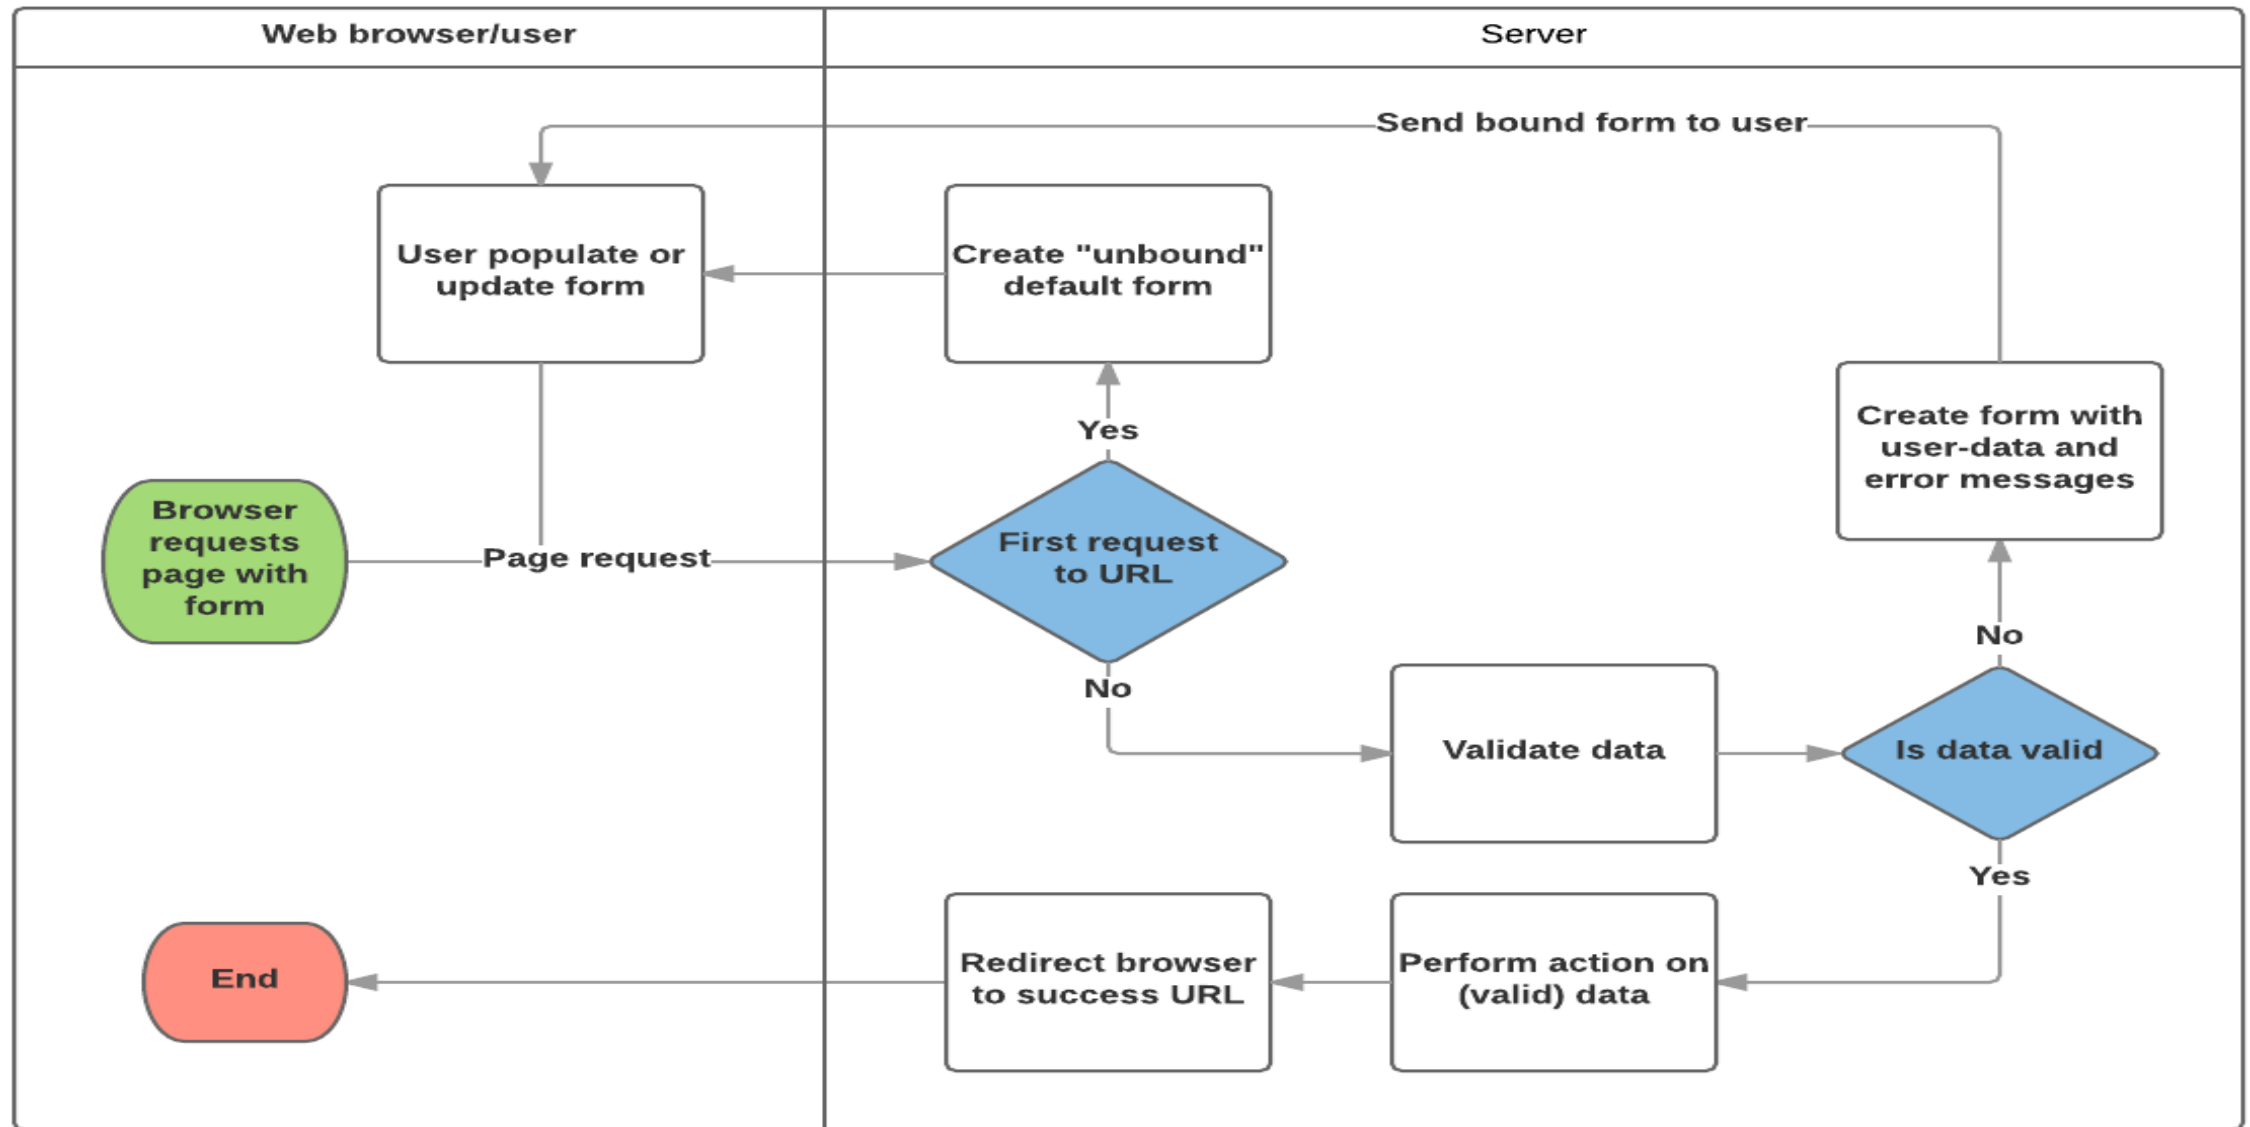 Web browser/user
Server
Send bound form to user
User populate or
update form
Create "unbound"
default form
Yes
Create form with
user-data and
error messages
Browser
requests
page with
form
Page request
First request
to URL
No
No
Validate data
Is data valid
Yes
End
Redirect browser
to success URL
Perform action on
(valid) data